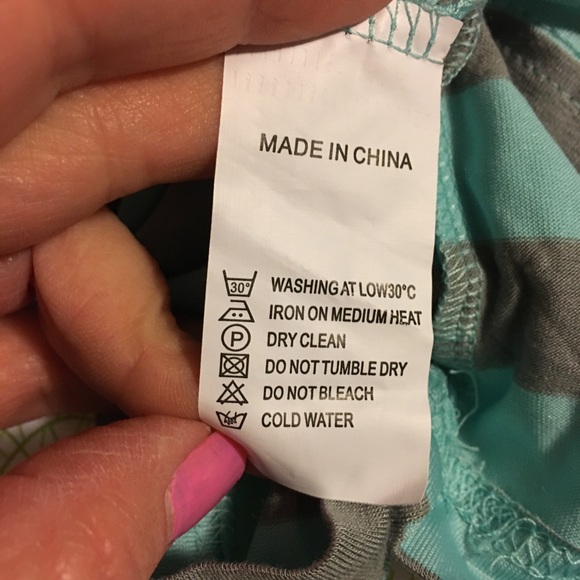 MADE IN CHINA
30° WASHING AT LOW30°C
IRON ON MEDIUM HEAT
P DRY CLEAN
DO NOT TUMBLE DRY
DO NOT BLEACH
COLD WATER